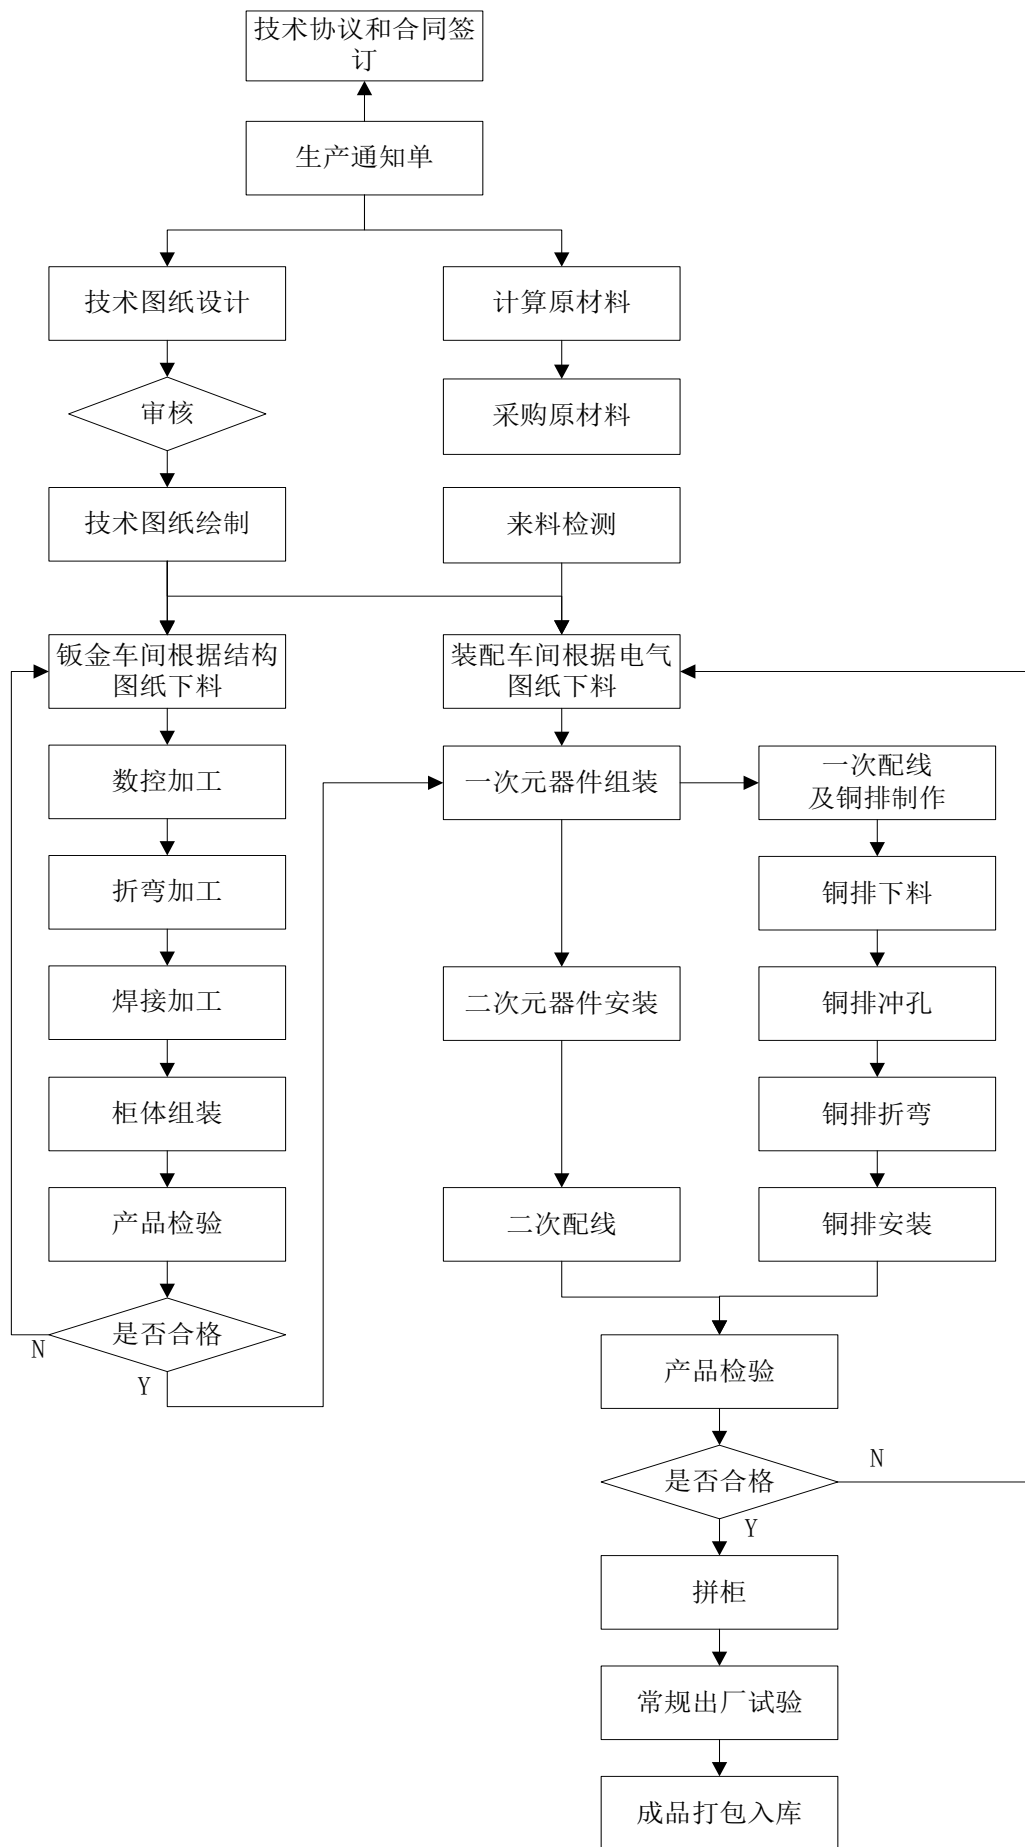 技术协议和合同签
订
生产通知单
技术图纸设计
计算原材料
审核
采购原材料
技术图纸绘制
来料检测
钣金车间根据结构
图纸下料
装配车间根据电气
图纸下料
数控加工
一次元器件组装
一次配线
及铜排制作
折弯加工
铜排下料
焊接加工
二次元器件安装
铜排冲孔
柜体组装
铜排折弯
产品检验
二次配线
铜排安装
是否合格
N
Y
产品检验
是否合格
N
Y
拼柜
常规出厂试验
成品打包入库